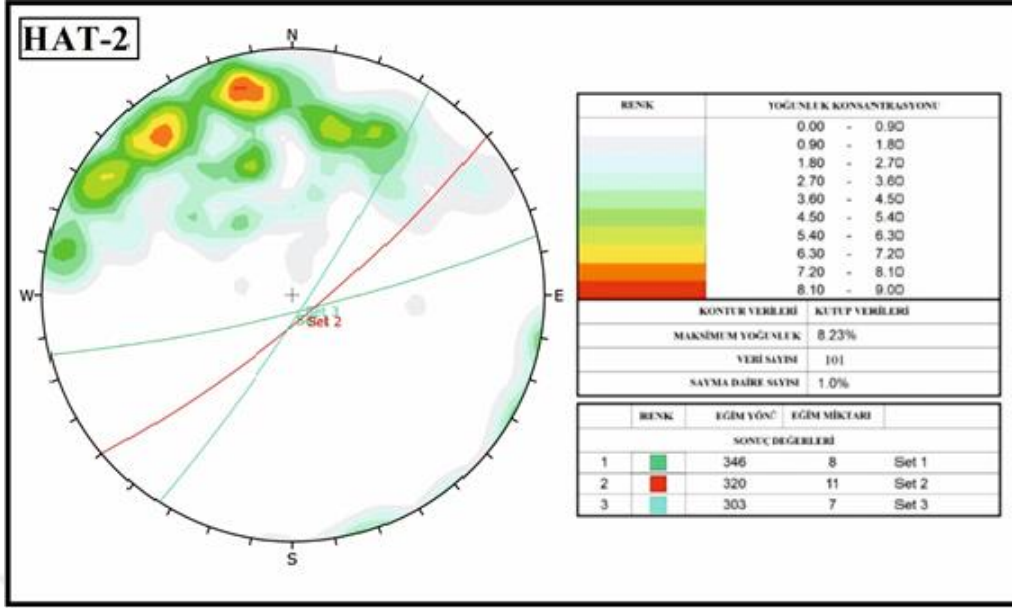 HAT-2
N
W
E
S
Set 3
Set 2
RENK YOĞUNLUK KONSANTRASYONU
0.00 - 0.90
0.90 - 1.80
1.80 - 2.70
2.70 - 3.60
3.60 - 4.50
4.50 - 5.40
5.40 - 6.30
6.30 - 7.20
7.20 - 8.10
8.10 - 9.00
KONTUR VERİLERİ KUTUP VERİLERİ
MAKSİMUM YOĞUNLUK 8.23%
VERİ SAYISI 101
SAYMA DAİRE SAYISI 1.0%
RENK EĞİM YÖNÜ EĞİM MİKTARI
SONUÇ DEĞERLERİ
1 346 8 Set 1
2 320 11 Set 2
3 303 7 Set 3